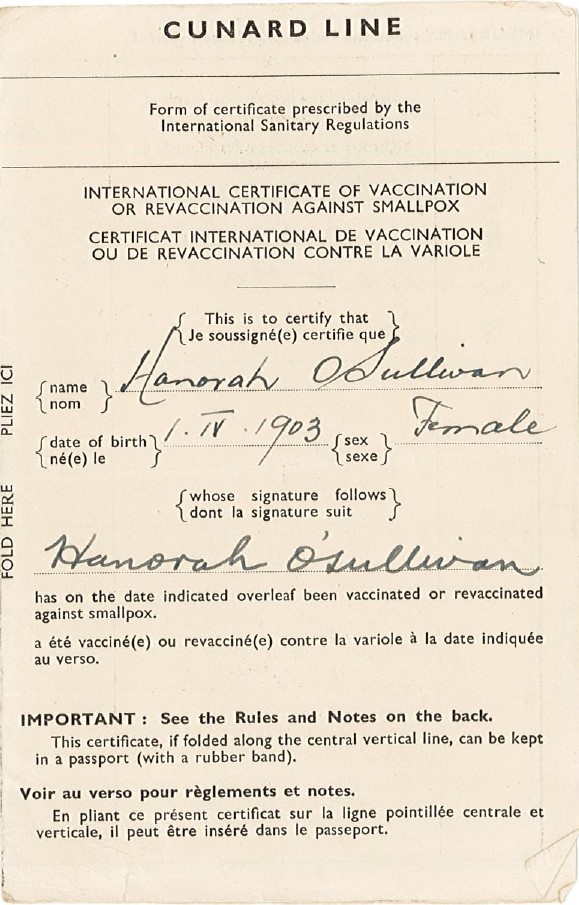 CUNARD LINE
Form of certificate prescribed by the
International Sanitary Regulations
INTERNATIONAL CERTIFICATE OF VACCINATION
OR REVACCINATION AGAINST SMALLPOX
CERTIFICAT INTERNATIONAL DE VACCINATION
OU DE REVACCINATION CONTRE LA VARIOLE
This is to certify that
Je soussigné(e) certifie que
name
nom
Hanorah OSullivan
date of birth
né(e) le
1.IV.1903
sex
sexe
Female
whose signature follows
dont la signature suit
Hanorah O'Sullivan
has on the date indicated overleaf been vaccinated or revaccinated
against smallpox.
a été vacciné(e) ou revacciné(e) contre la variole à la date indiquée
au verso.
IMPORTANT : See the Rules and Notes on the back.
This certificate, if folded along the central vertical line, can be kept
in a passport (with a rubber band).
Voir au verso pour règlements et notes.
En pliant ce présent certificat sur la ligne pointillée centrale et
verticale, il peut être inséré dans le passeport.
FOLD HERE PLIEZ ICI